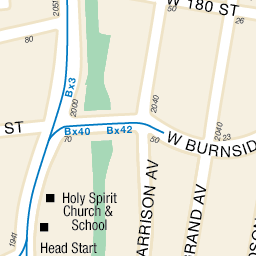 W 180 ST
80
50
2051
Bx3
2000
2040
2040
ST
Bx40
Bx42
70
26
23
W BURNSID
Holy Spirit
Church &
School
Head Start
1941
ARRISON AV
GRAND AV